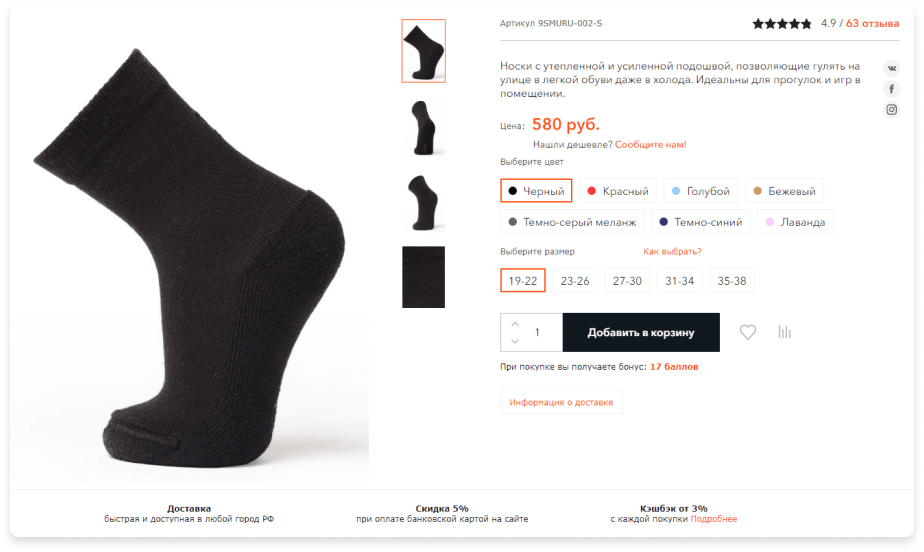 Артикул 9SMURU-002-S
4.9 / 63 отзыва
Носки с утепленной и усиленной подошвой, позволяющие гулять на
улице в легкой обуви даже в холода. Идеальны для прогулок и игр в
помещении.
Цена: 580 руб.
Нашли дешевле? Сообщите нам!
Выберите цвет
Черный Красный Голубой Бежевый
Темно-серый меланж Темно-синий Лаванда
Выберите размер Как выбрать?
19-22 23-26 27-30 31-34 35-38
1 Добавить в корзину
При покупке вы получаете бонус: 17 баллов
Информация о доставке
Доставка Скидка 5% Кэшбэк от 3%
быстрая и доступная в любой город РФ при оплате банковской картой на сайте с каждой покупки Подробнее